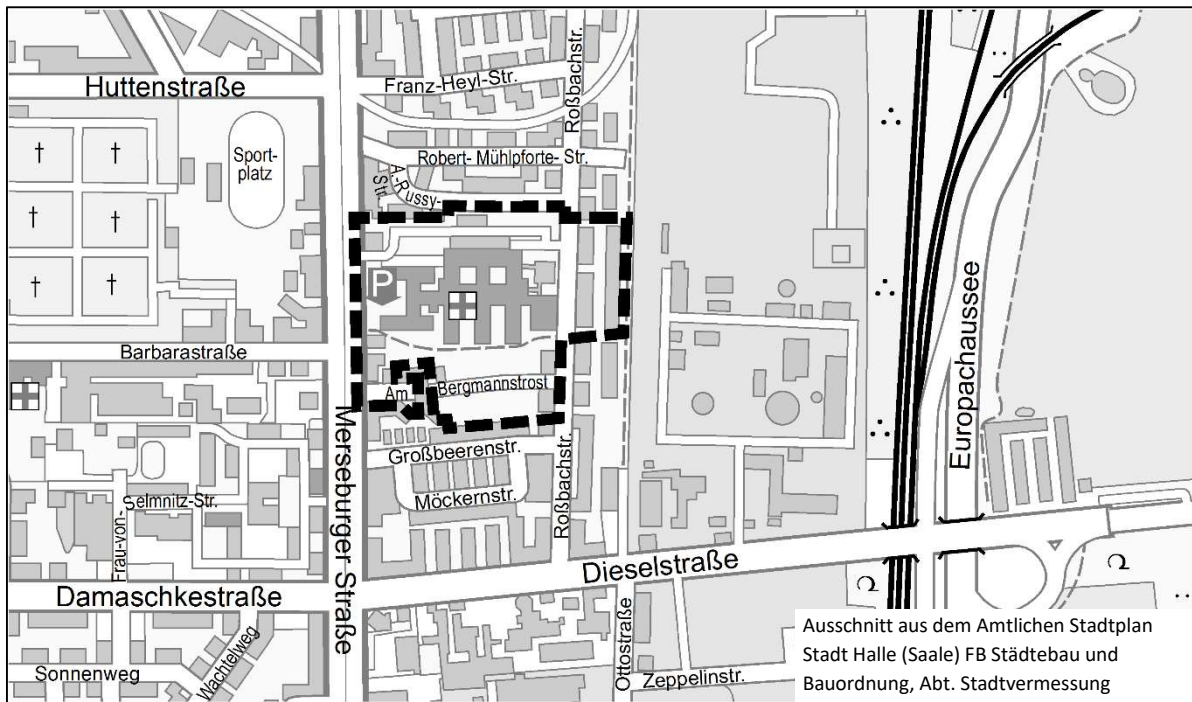 Huttenstraße
Franz-Heyl-Str.
Roßbachstr.
Sport-
platz
Robert- Mühlpforte- Str.
A.-Russy-
Str.
P
Barbarastraße
Am
Bergmannstrost
Merseburger Straße
Großbeerenstr.
Möckernstr.
Roßbachstr.
Europachaussee
Frau-von-
Selmnitz-Str.
Damaschkestraße
Dieselstraße
Sonnenweg
Wachtelweg
Ottostraße
Zeppelinstr.
Ausschnitt aus dem Amtlichen Stadtplan
Stadt Halle (Saale) FB Städtebau und
Bauordnung, Abt. Stadtvermessung